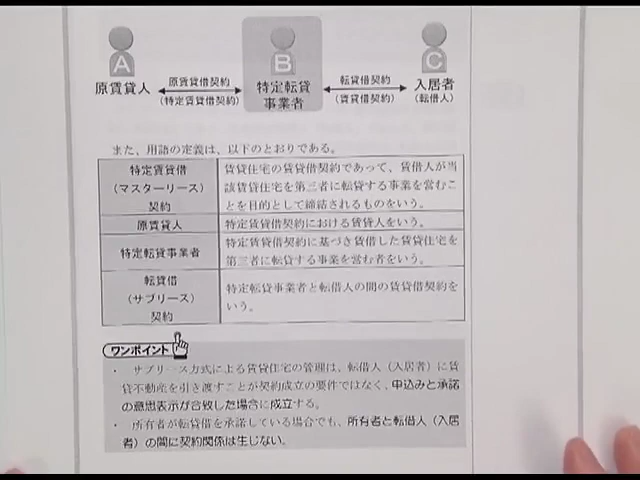 A B C
原賃貸人 原賃貸借契約 (特定賃貸借契約) 特定転貸事業者 転貸借契約 (賃貸借契約) 入居者 (転借人)
また、用語の定義は、以下のとおりである。
特定賃貸借
(マスターリース)
契約
賃貸住宅の賃貸借契約であって、賃借人が当
該賃貸住宅を第三者に転貸する事業を営むこ
とを目的として締結されるものをいう。
原賃貸人
特定賃貸借契約における賃貸人をいう。
特定転貸事業者
特定賃貸借契約に基づき賃借した賃貸住宅を
第三者に転貸する事業を営む者をいう。
転貸借
(サブリース)
契約
特定転貸事業者と転借人の間の賃貸借契約を
いう。
ワンポイント
・ サブリース方式による賃貸住宅の管理は、転借人(入居者)に賃
貸不動産を引き渡すことが契約成立の要件ではなく、申込みと承諾
の意思表示が合致した場合に成立する。
・ 所有者が転貸借を承諾している場合でも、所有者と転借人(入居
者)の間に契約関係は生じない。